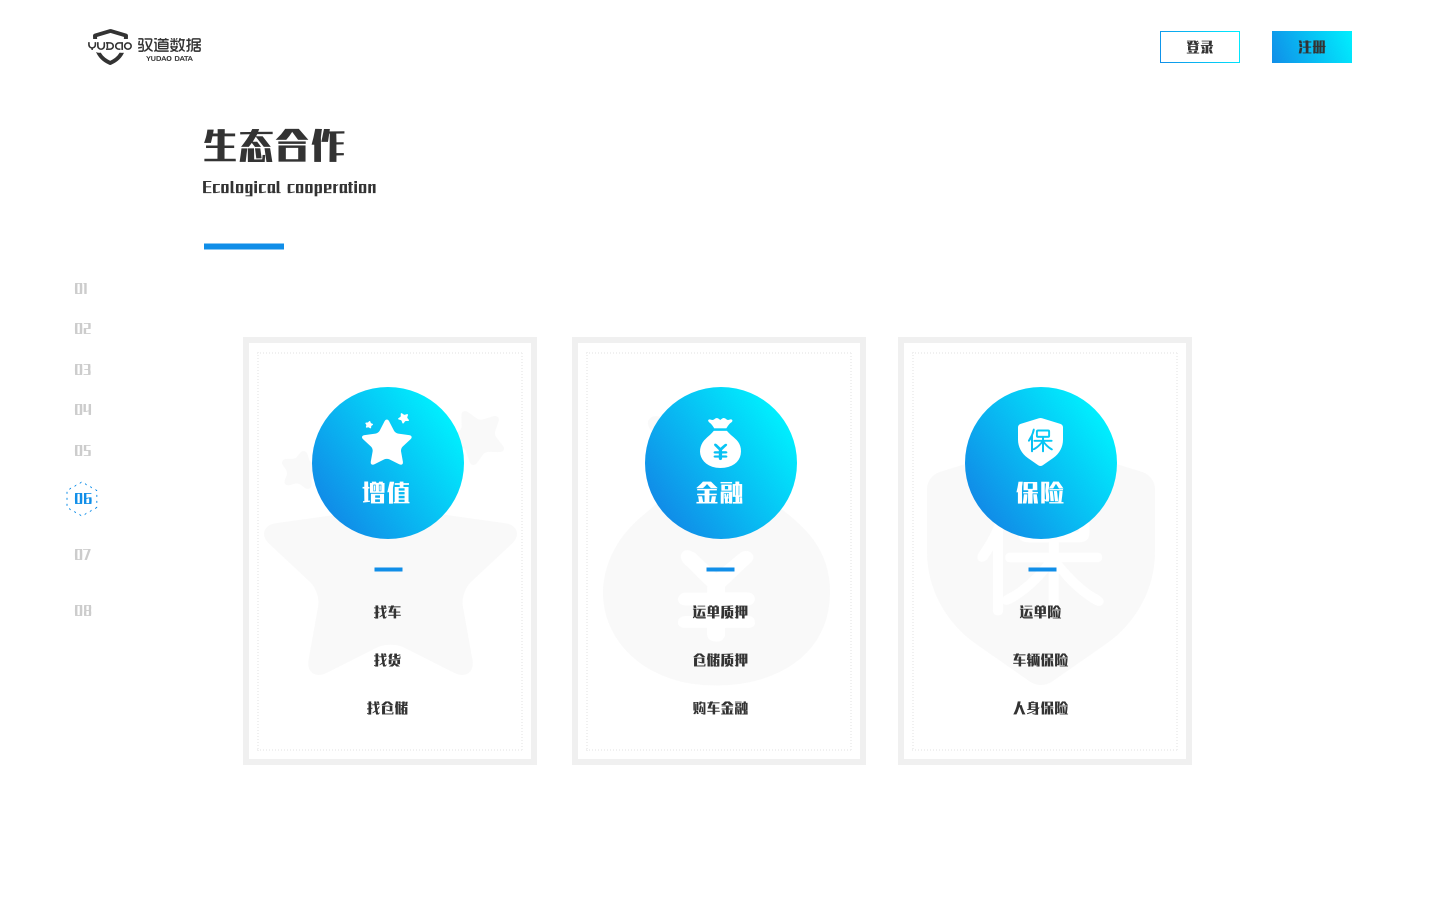 YUDAO 驭道数据
YUDAO DATA
登录
注册
生态合作
Ecological cooperation
01
02
03
04
05
06
07
08
增值
找车
找货
找仓储
¥
金融
运单质押
仓储质押
购车金融
保
保险
运单险
车辆保险
人身保险